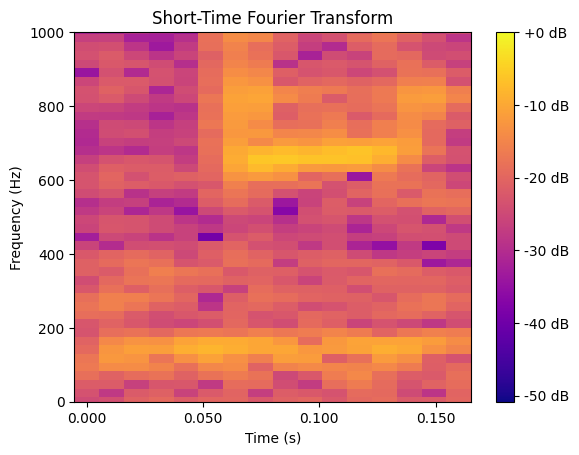 Short-Time Fourier Transform
Frequency (Hz)
1000
800
600
400
200
0
0.000
0.050
0.100
0.150
Time (s)
+0 dB
-10 dB
-20 dB
-30 dB
-40 dB
-50 dB